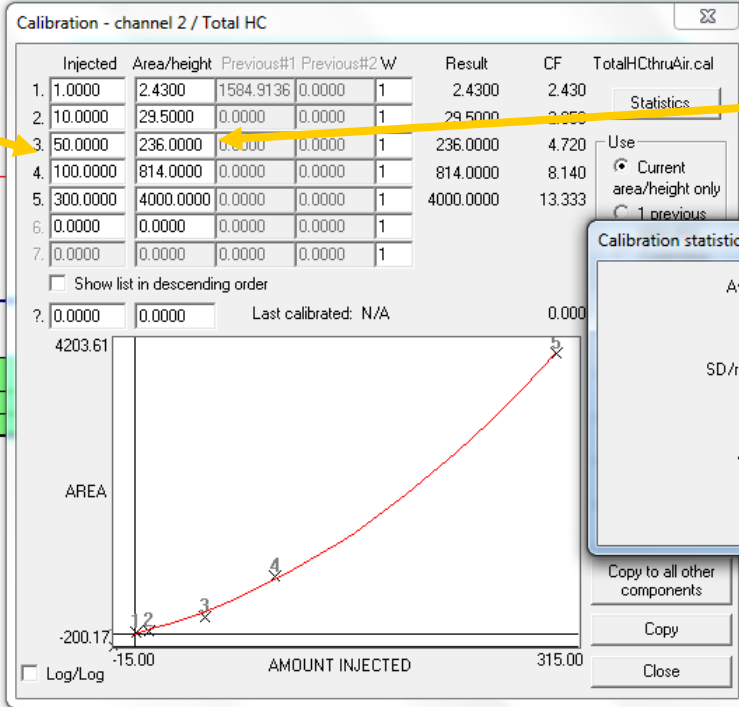 Calibration - channel 2 / Total HC
Injected Area/height Previous#1 Previous#2 W Result CF TotalHCthruAir.cal
1. 1.0000 2.4300 1584.9136 0.0000 1 2.4300 2.430
Statistics
2. 10.0000 29.5000 0.0000 0.0000 1 29.5000
3. 50.0000 236.0000 0.0000 0.0000 1 236.0000 4.720
Use
4. 100.0000 814.0000 0.0000 0.0000 1 814.0000 8.140
Current
area/height only
5. 300.0000 4000.0000 0.0000 0.0000 1 4000.0000 13.333
1 previous
6. 0.0000 0.0000 0.0000 0.0000 1
7. 0.0000 0.0000 0.0000 0.0000 1
Calibration statistic
Show list in descending order
?. 0.0000 0.0000 Last calibrated: N/A 0.000
4203.61
5
SD/r
AREA
4
3
2
1
-200.17
-15.00 AMOUNT INJECTED 315.00
Log/Log
Copy to all other
components
Copy
Close